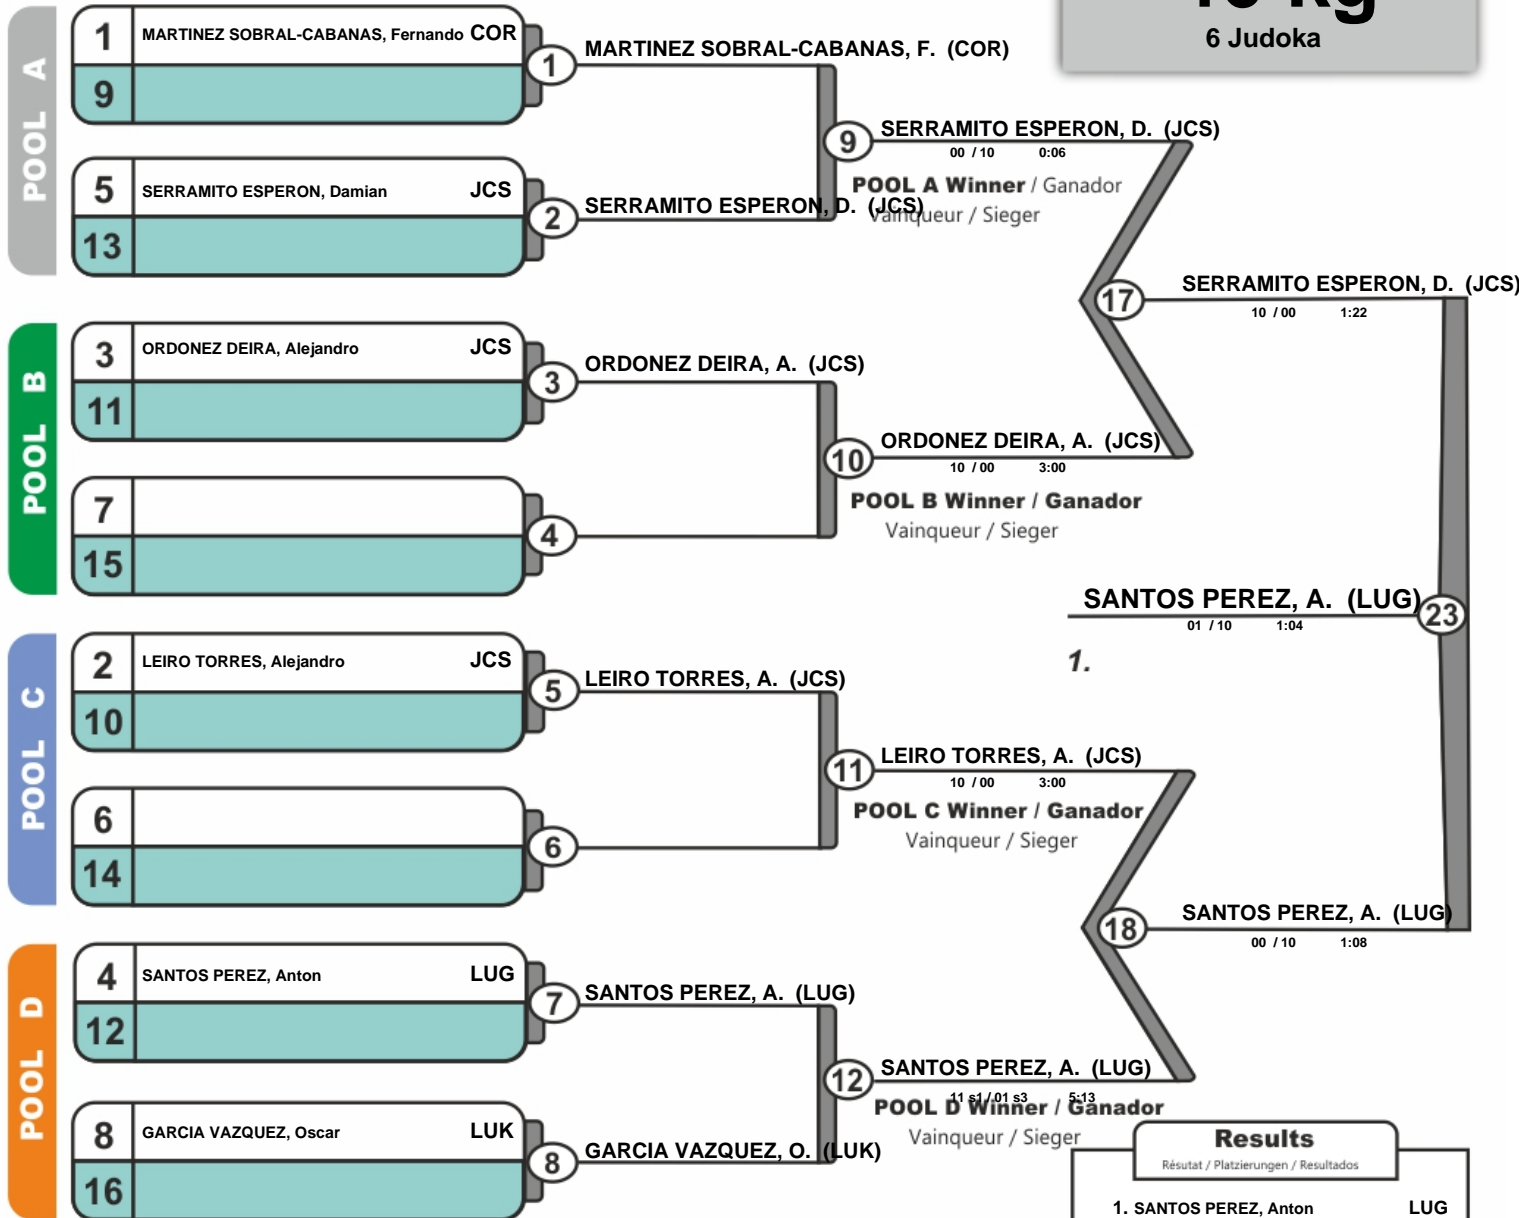 6 Judoka
POOL A
1 MARTINEZ SOBRAL-CABANAS, Fernando COR
9
1 MARTINEZ SOBRAL-CABANAS, F. (COR)
5 SERRAMITO ESPERON, Damian JCS
13
2 SERRAMITO ESPERON, D. (JCS)
9 SERRAMITO ESPERON, D. (JCS)
00 / 10 0:06
POOL A Winner / Ganador
Vainqueur / Sieger
17 SERRAMITO ESPERON, D. (JCS)
10 / 00 1:22
POOL B
3 ORDONEZ DEIRA, Alejandro JCS
11
3 ORDONEZ DEIRA, A. (JCS)
7
15
4
10 ORDONEZ DEIRA, A. (JCS)
10 / 00 3:00
POOL B Winner / Ganador
Vainqueur / Sieger
SANTOS PEREZ, A. (LUG) 23
01 / 10 1:04
1.
POOL C
2 LEIRO TORRES, Alejandro JCS
10
5 LEIRO TORRES, A. (JCS)
6
14
6
11 LEIRO TORRES, A. (JCS)
10 / 00 3:00
POOL C Winner / Ganador
Vainqueur / Sieger
18 SANTOS PEREZ, A. (LUG)
00 / 10 1:08
POOL D
4 SANTOS PEREZ, Anton LUG
12
7 SANTOS PEREZ, A. (LUG)
8 GARCIA VAZQUEZ, Oscar LUK
16
8 GARCIA VAZQUEZ, O. (LUK)
12 SANTOS PEREZ, A. (LUG)
11 s1 / 01 s3 5:13
POOL D Winner / Ganador
Vainqueur / Sieger
Results
Résutat / Platzierungen / Resultados
1. SANTOS PEREZ, Anton LUG